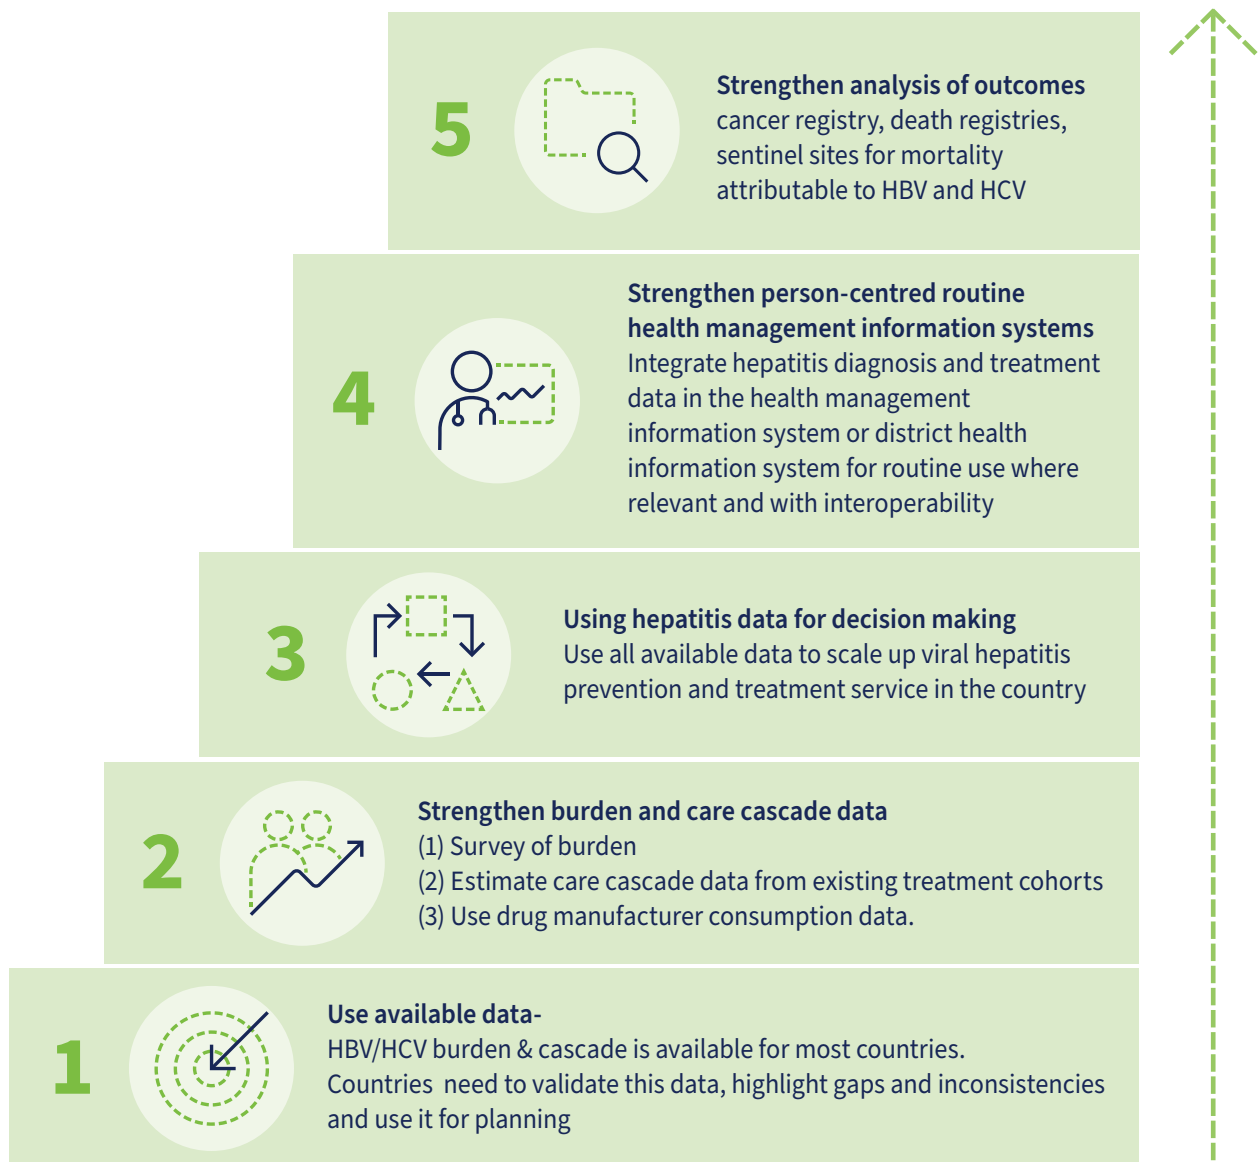 5
Strengthen analysis of outcomes
cancer registry, death registries,
sentinel sites for mortality
attributable to HBV and HCV
4
Strengthen person-centred routine
health management information systems
Integrate hepatitis diagnosis and treatment
data in the health management
information system or district health
information system for routine use where
relevant and with interoperability
3
Using hepatitis data for decision making
Use all available data to scale up viral hepatitis
prevention and treatment service in the country
2
Strengthen burden and care cascade data
(1) Survey of burden
(2) Estimate care cascade data from existing treatment cohorts
(3) Use drug manufacturer consumption data.
1
Use available data-
HBV/HCV burden & cascade is available for most countries.
Countries need to validate this data, highlight gaps and inconsistencies
and use it for planning